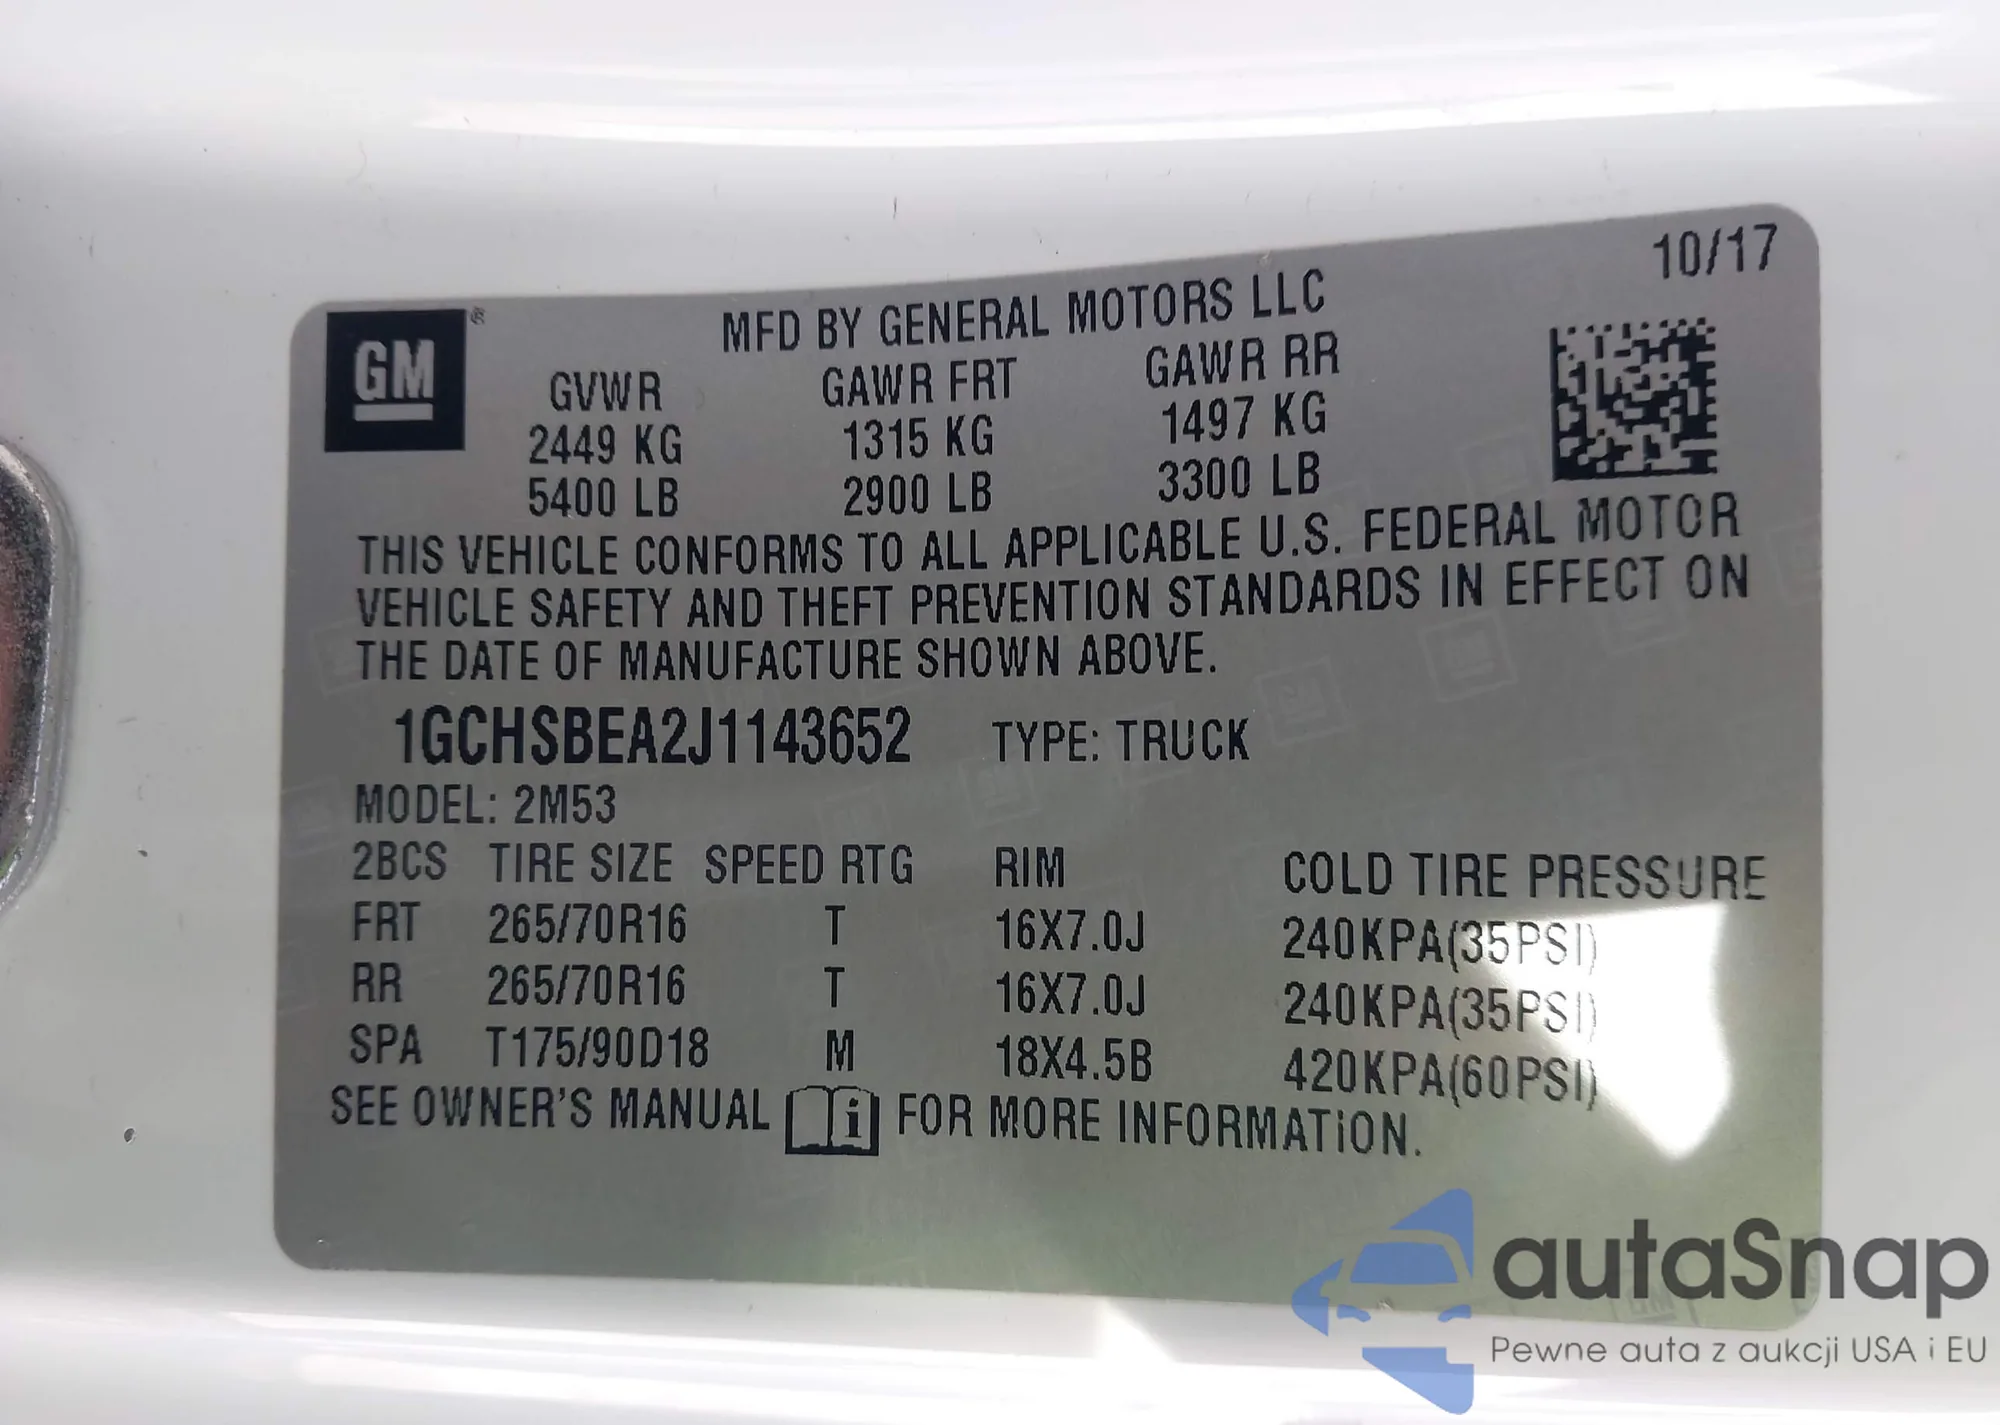 10/17
GM®
MFD BY GENERAL MOTORS LLC
GVWR GAWR FRT GAWR RR
2449 KG 1315 KG 1497 KG
5400 LB 2900 LB 3300 LB
THIS VEHICLE CONFORMS TO ALL APPLICABLE U.S. FEDERAL MOTOR
VEHICLE SAFETY AND THEFT PREVENTION STANDARDS IN EFFECT ON
THE DATE OF MANUFACTURE SHOWN ABOVE.
1GCHSBEA2J1143652 TYPE: TRUCK
MODEL: 2M53
2BCS TIRE SIZE SPEED RTG RIM COLD TIRE PRESSURE
FRT 265/70R16 T 16X7.0J 240KPA(35PSI)
RR 265/70R16 T 16X7.0J 240KPA(35PSI)
SPA T175/90D18 M 18X4.5B 420KPA(60PSI)
SEE OWNER'S MANUAL i FOR MORE INFORMATION.
autaSnap
Pewne auta z aukcji USA i EU